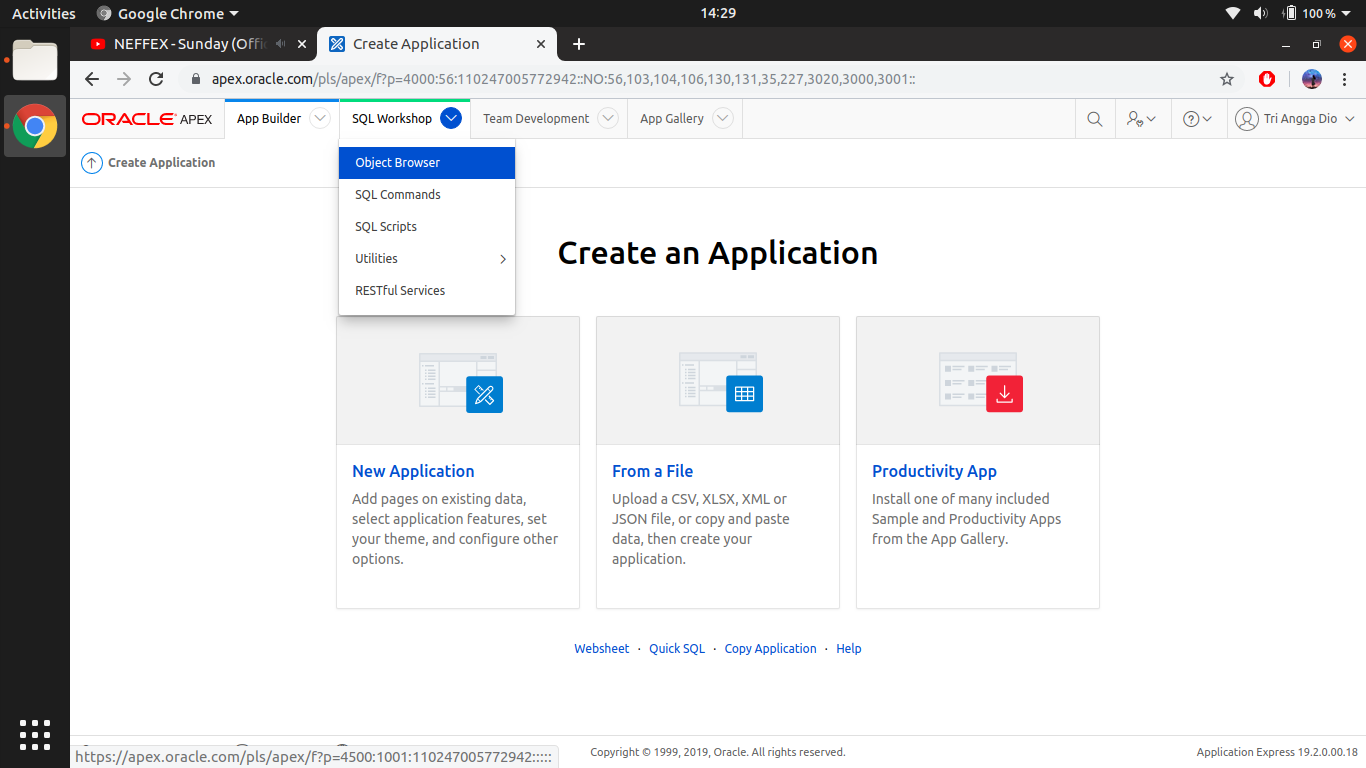 Activities Google Chrome 14:29 100 %
NEFFEX - Sunday (Offi Create Application
apex.oracle.com/pls/apex/f?p=4000:56:110247005772942::NO:56,103,104,106,130,131,35,227,3020,3000,3001::
ORACLE APEX App Builder SQL Workshop Team Development App Gallery Tri Angga Dio
Create Application
Object Browser
SQL Commands
SQL Scripts
Utilities
RESTful Services
Create an Application
New Application
Add pages on existing data,
select application features, set
your theme, and configure other
options.
From a File
Upload a CSV, XLSX, XML or
JSON file, or copy and paste
data, then create your
application.
Productivity App
Install one of many included
Sample and Productivity Apps
from the App Gallery.
Websheet · Quick SQL · Copy Application · Help
https://apex.oracle.com/pls/apex/f?p=4500:1001:110247005772942:::::
Copyright © 1999, 2019, Oracle. All rights reserved.
Application Express 19.2.0.00.18